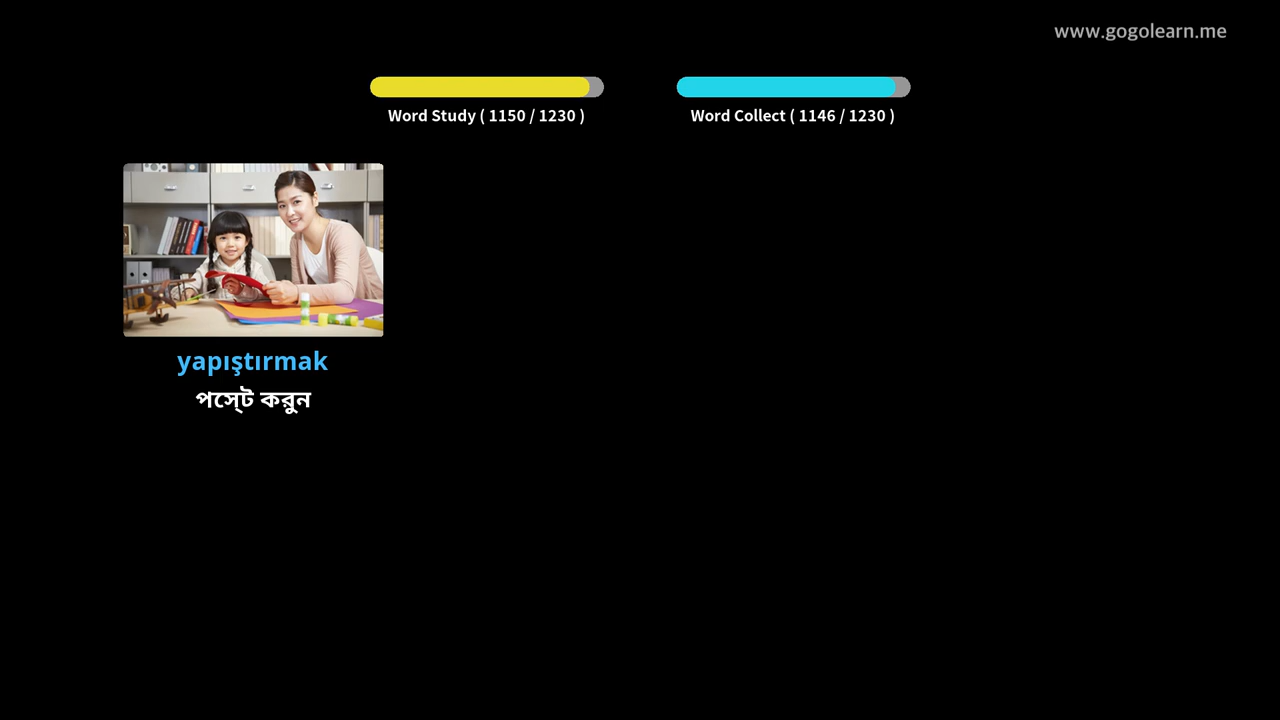 www.gogolearn.me
Word Study ( 1150 / 1230 )
Word Collect ( 1146 / 1230 )
yapıştırmak
পেস্ট করুন